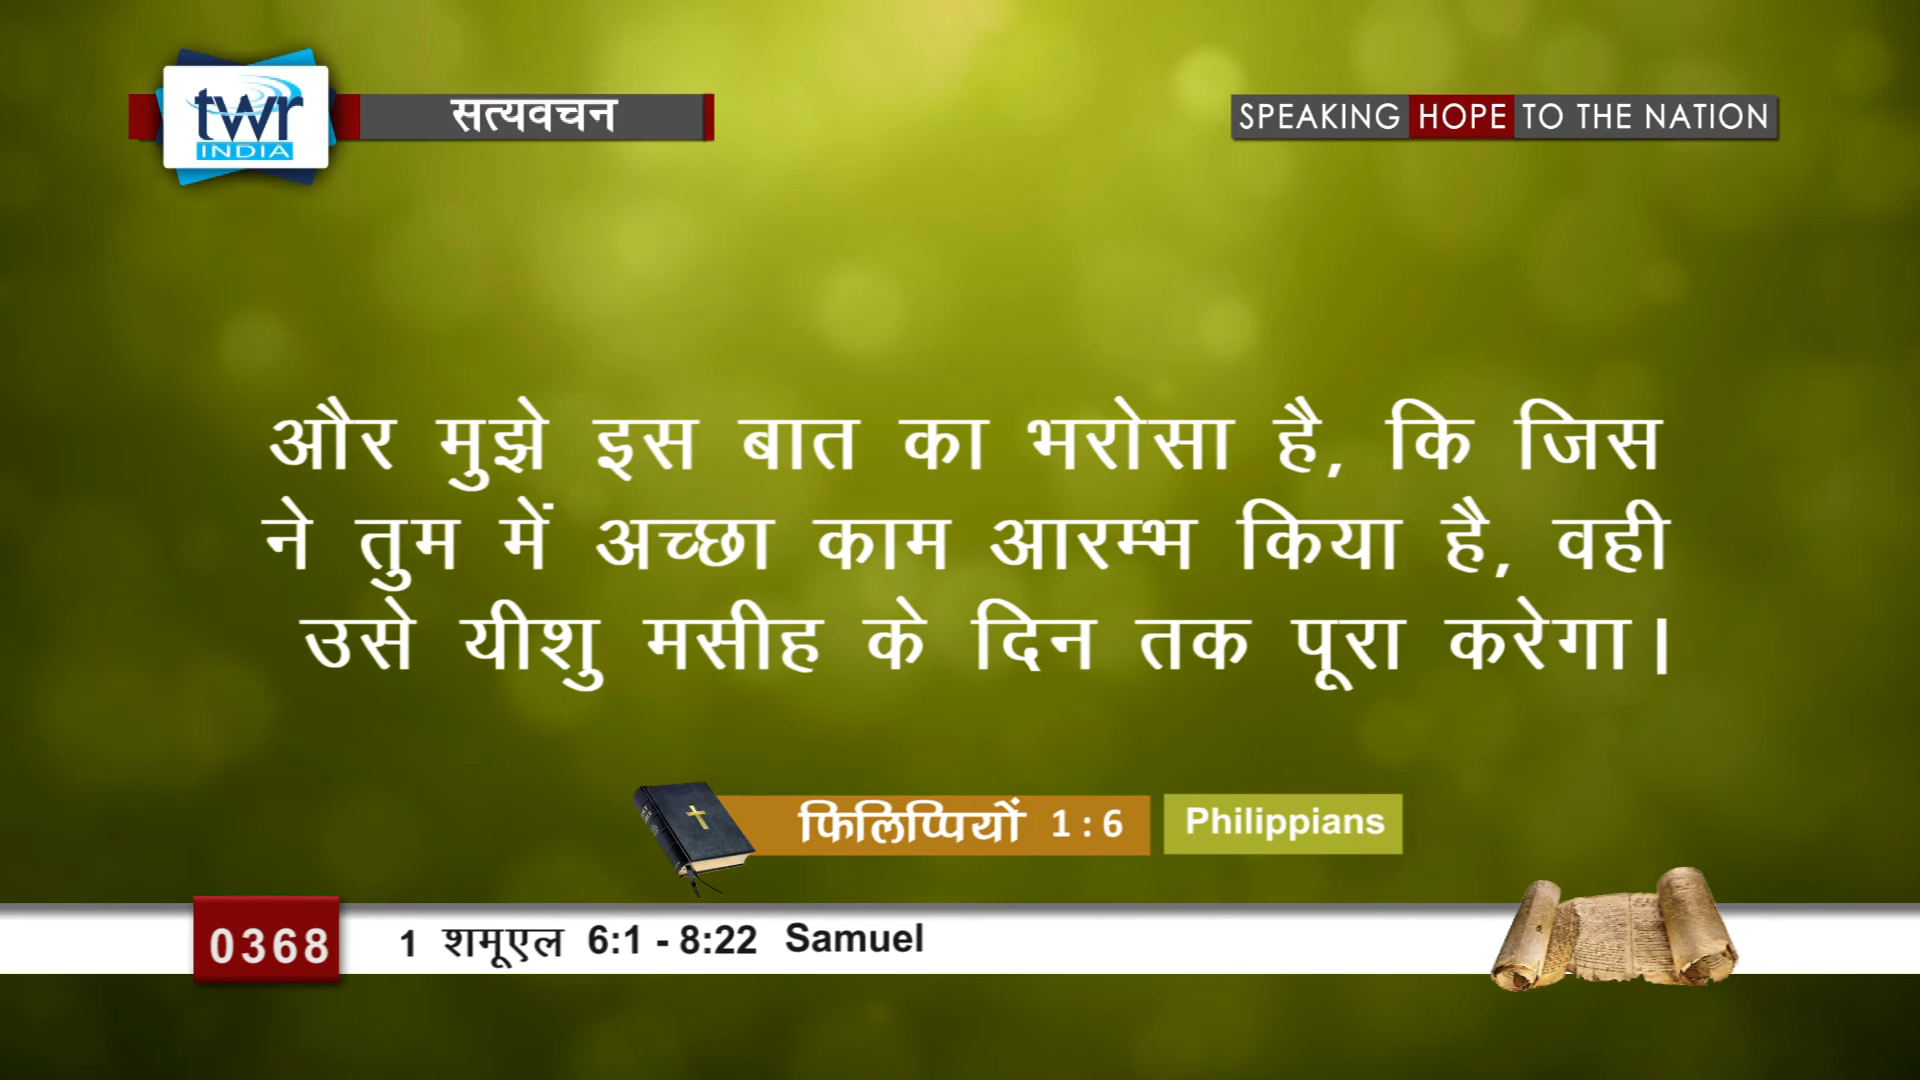 twr
INDIA
सत्यवचन
SPEAKING HOPE TO THE NATION
और मुझे इस बात का भरोसा है, कि जिस
ने तुम में अच्छा काम आरम्भ किया है, वही
उसे यीशु मसीह के दिन तक पूरा करेगा।
फिलिप्पियों 1 : 6 Philippians
0368 1 शमूएल 6:1 - 8:22 Samuel